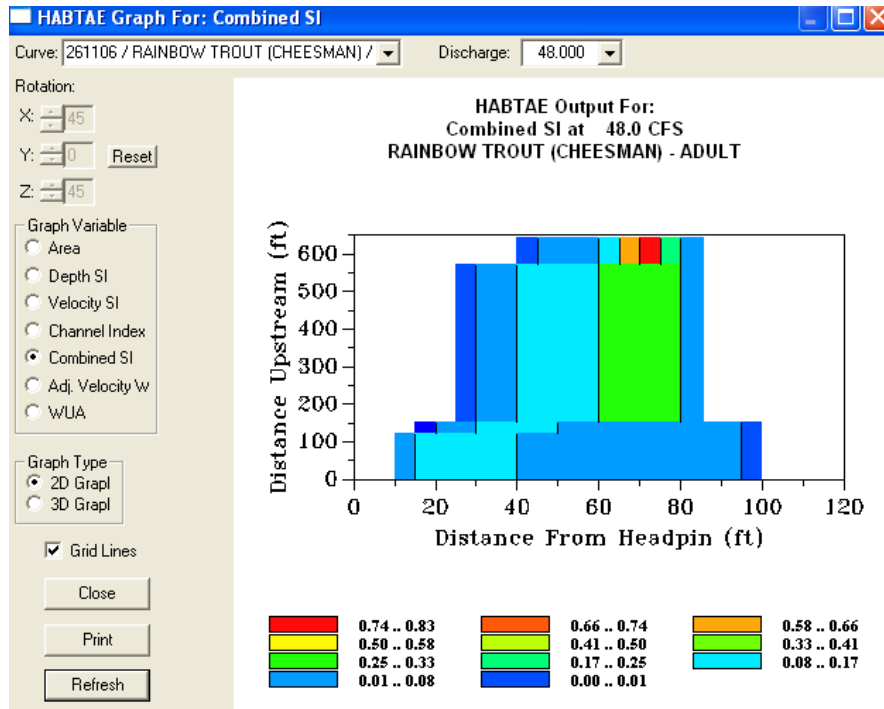 HABTAE Graph For: Combined SI
Curve: 261106 / RAINBOW TROUT (CHEESMAN) / Discharge: 48.000
Rotation:
X: 45
Y: 0 Reset
Z: 45
Graph Variable
Area
Depth SI
Velocity SI
Channel Index
Combined SI
Adj. Velocity W
WUA
Graph Type
2D Grapl
3D Grapl
Grid Lines
Close
Print
Refresh
HABTAE Output For:
Combined SI at 48.0 CFS
RAINBOW TROUT (CHEESMAN) - ADULT
Distance Upstream (ft)
600
500
400
300
200
100
0
0 20 40 60 80 100 120
Distance From Headpin (ft)
0.74 .. 0.83 0.66 .. 0.74 0.58 .. 0.66
0.50 .. 0.58 0.41 .. 0.50 0.33 .. 0.41
0.25 .. 0.33 0.17 .. 0.25 0.08 .. 0.17
0.01 .. 0.08 0.00 .. 0.01